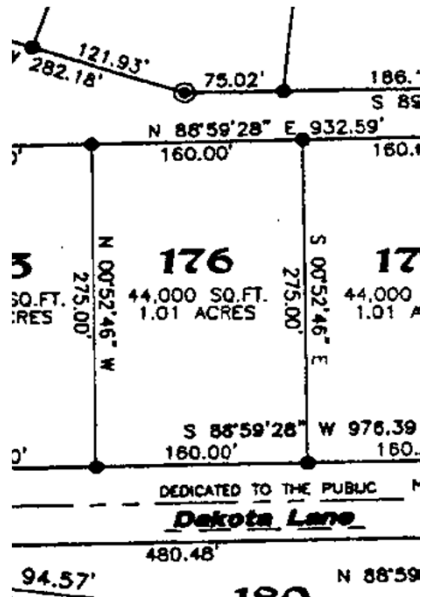 121.93'
282.18'
75.02'
186.
S 89
N 88°59'28" E 932.59'
160.00'
160.
N 00°52'46" W
275.00'
176
44,000 SQ.FT.
1.01 ACRES
S 00°52'46" E
275.00'
17
44,000
1.01 A
SQ.FT.
CRES
S 88°59'28" W 976.39
160.00'
160.
DEDICATED TO THE PUBLIC
Dakota Lane
480.48'
94.57'
N 88°59
180